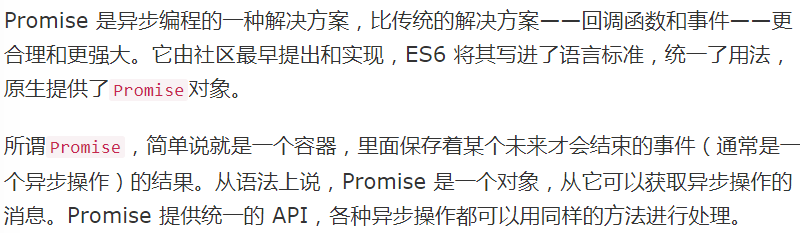 Promise 是异步编程的一种解决方案，比传统的解决方案——回调函数和事件——更
合理和更强大。它由社区最早提出和实现，ES6 将其写进了语言标准，统一了用法，
原生提供了Promise对象。
所谓Promise，简单说就是一个容器，里面保存着某个未来才会结束的事件（通常是一
个异步操作）的结果。从语法上说，Promise 是一个对象，从它可以获取异步操作的
消息。Promise 提供统一的 API，各种异步操作都可以用同样的方法进行处理。